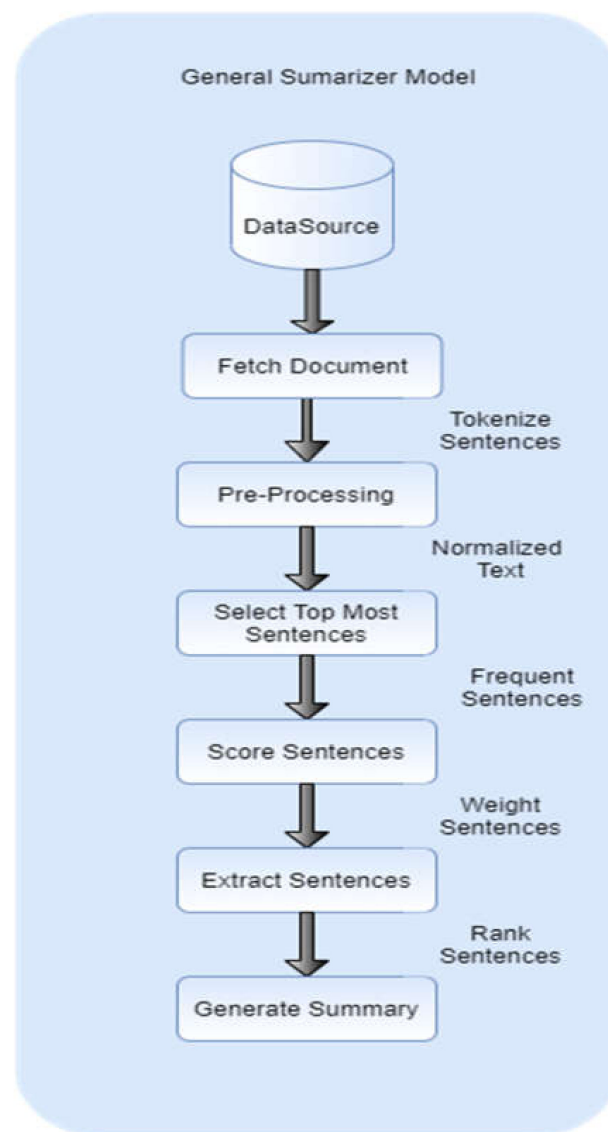 General Sumarizer Model
DataSource
Fetch Document
Tokenize
Sentences
Pre-Processing
Normalized
Text
Select Top Most
Sentences
Frequent
Sentences
Score Sentences
Weight
Sentences
Extract Sentences
Rank
Sentences
Generate Summary